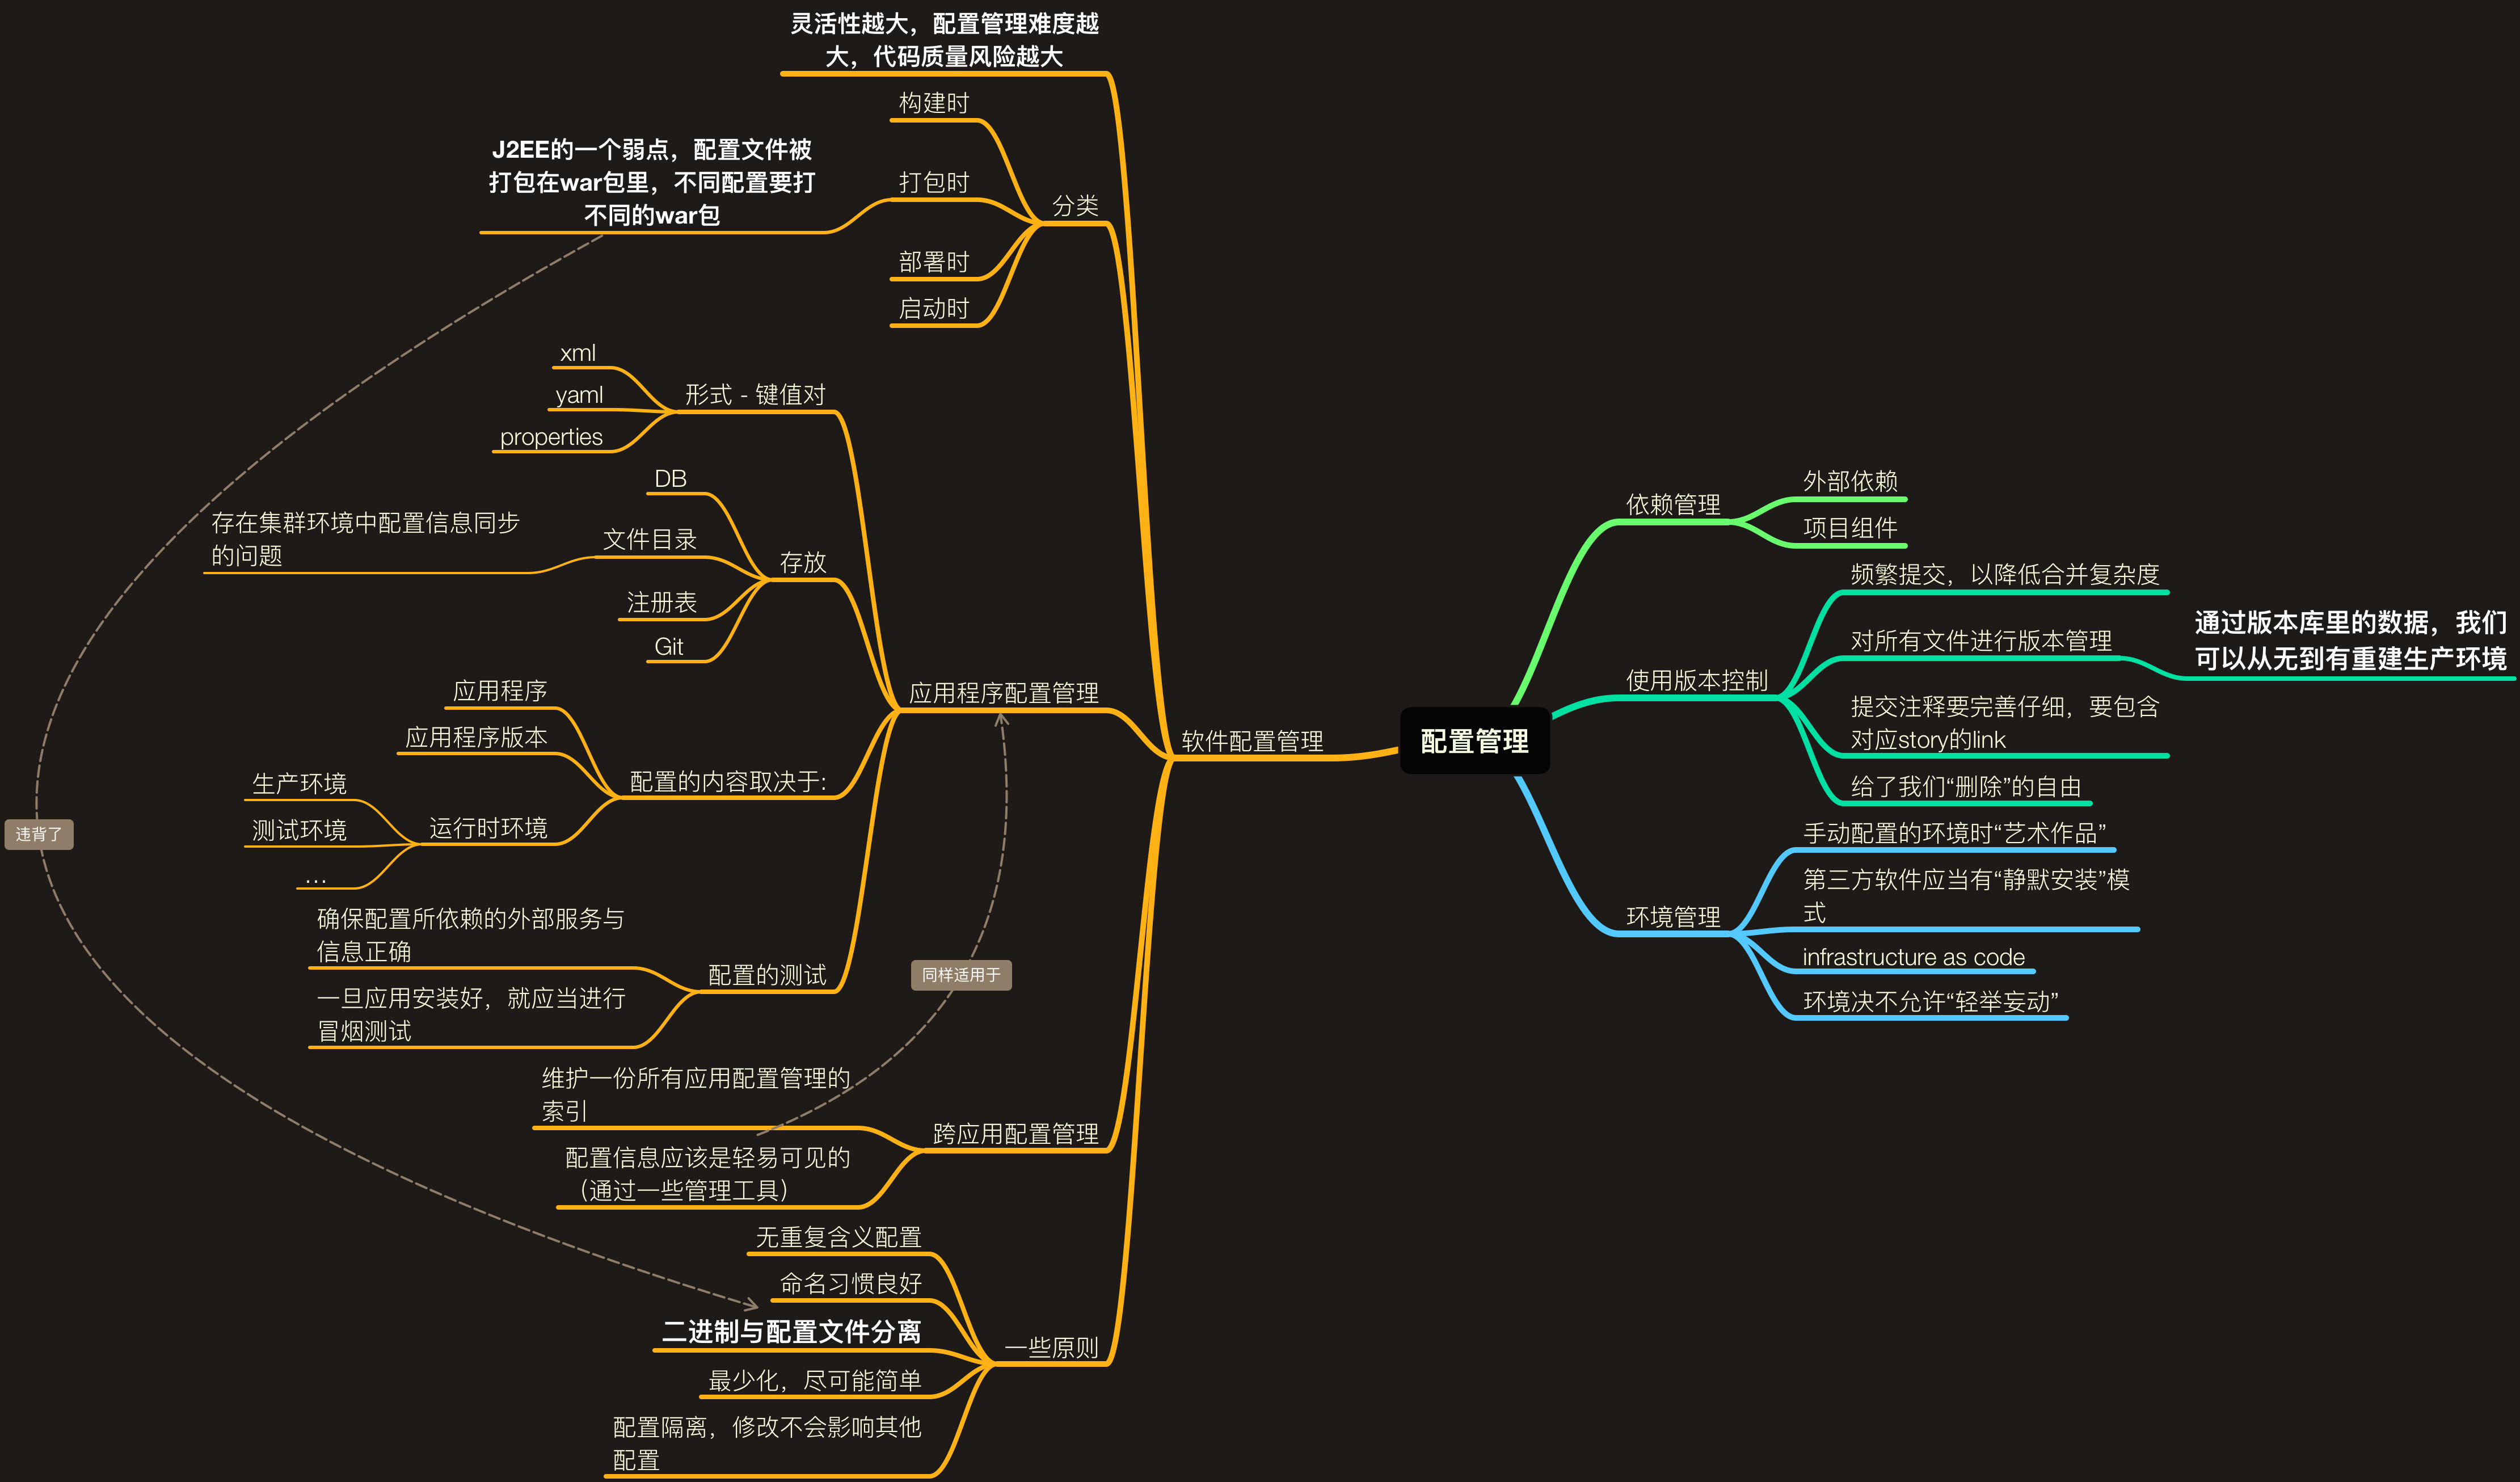 灵活性越大，配置管理难度越
大，代码质量风险越大
构建时
J2EE的一个弱点，配置文件被
打包在war包里，不同配置要打
不同的war包
打包时
分类
部署时
启动时
xml
yaml
properties
形式 - 键值对
DB
存在集群环境中配置信息同步
的问题
文件目录
存放
注册表
Git
应用程序
应用程序版本
生产环境
测试环境
...
运行时环境
配置的内容取决于:
应用程序配置管理
确保配置所依赖的外部服务与
信息正确
一旦应用安装好，就应当进行
冒烟测试
配置的测试
违背了
同样适用于
维护一份所有应用配置管理的
索引
配置信息应该是轻易可见的
（通过一些管理工具）
跨应用配置管理
无重复含义配置
命名习惯良好
二进制与配置文件分离
最少化，尽可能简单
配置隔离，修改不会影响其他
配置
一些原则
软件配置管理
配置管理
依赖管理
外部依赖
项目组件
使用版本控制
频繁提交，以降低合并复杂度
对所有文件进行版本管理
通过版本库里的数据，我们
可以从无到有重建生产环境
提交注释要完善仔细，要包含
对应story的link
给了我们“删除”的自由
环境管理
手动配置的环境时“艺术作品”
第三方软件应当有“静默安装”模
式
infrastructure as code
环境决不允许“轻举妄动”